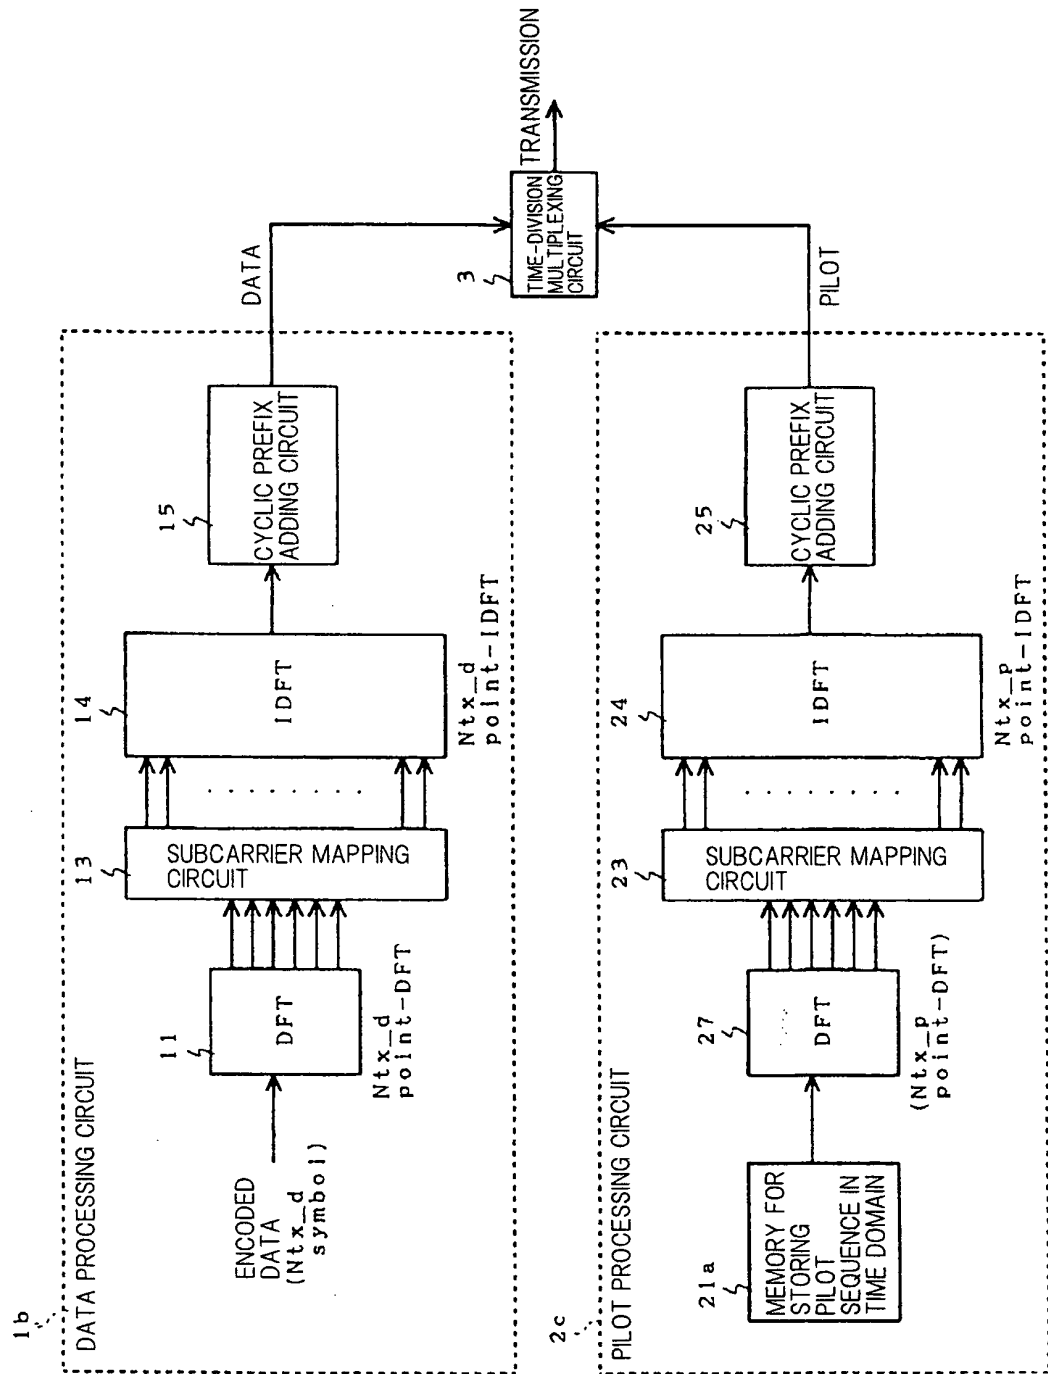 1b
DATA PROCESSING CIRCUIT
ENCODED
DATA
(Ntx_d
symbol)
11
DFT
Ntx_d
point-DFT
13
SUBCARRIER MAPPING
CIRCUIT
14
IDFT
Ntx_d
point-IDFT
15
CYCLIC PREFIX
ADDING CIRCUIT
DATA
3
TIME-DIVISION
MULTIPLEXING
CIRCUIT
TRANSMISSION
2c
PILOT PROCESSING CIRCUIT
21a
MEMORY FOR
STORING
PILOT
SEQUENCE IN
TIME DOMAIN
27
DFT
(Ntx_p
point-DFT)
23
SUBCARRIER MAPPING
CIRCUIT
24
IDFT
Ntx_p
point-IDFT
25
CYCLIC PREFIX
ADDING CIRCUIT
PILOT